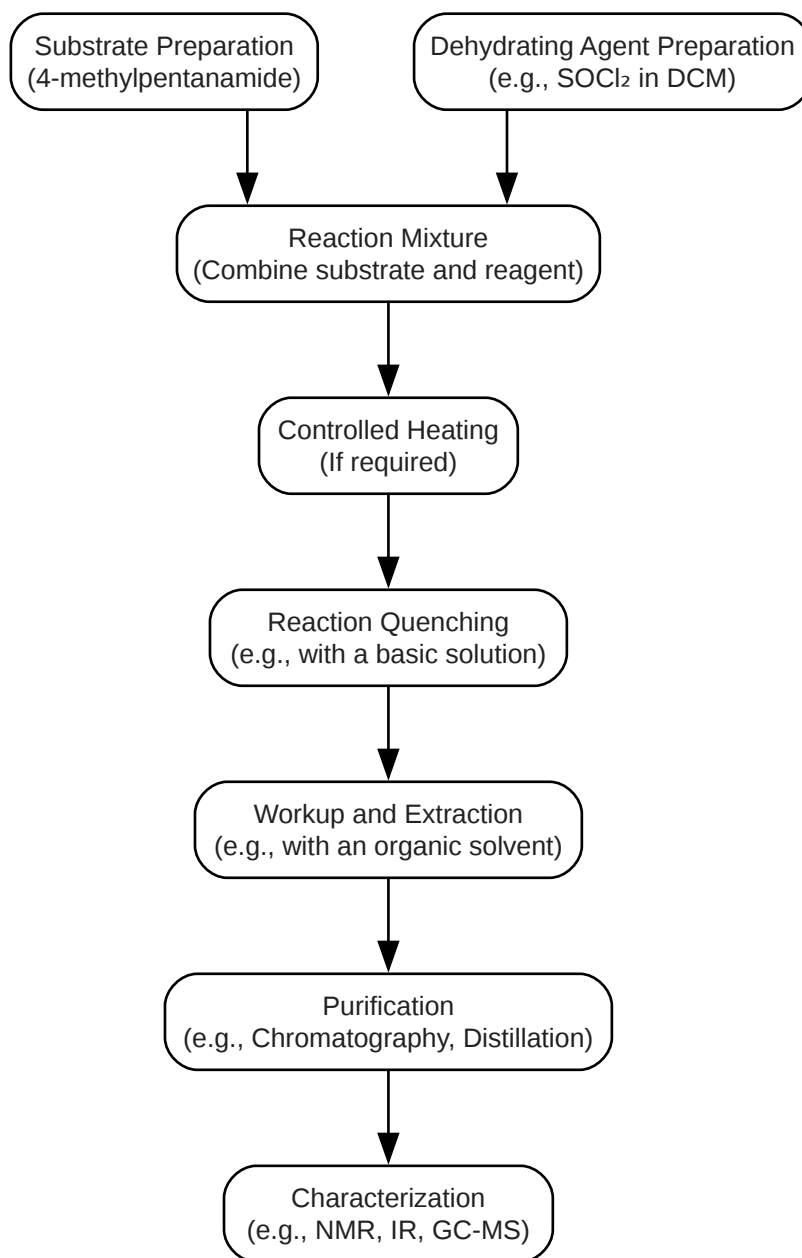 Substrate Preparation
(4-methylpentanamide)
Dehydrating Agent Preparation
(e.g., SOCl₂ in DCM)
Reaction Mixture
(Combine substrate and reagent)
Controlled Heating
(If required)
Reaction Quenching
(e.g., with a basic solution)
Workup and Extraction
(e.g., with an organic solvent)
Purification
(e.g., Chromatography, Distillation)
Characterization
(e.g., NMR, IR, GC-MS)